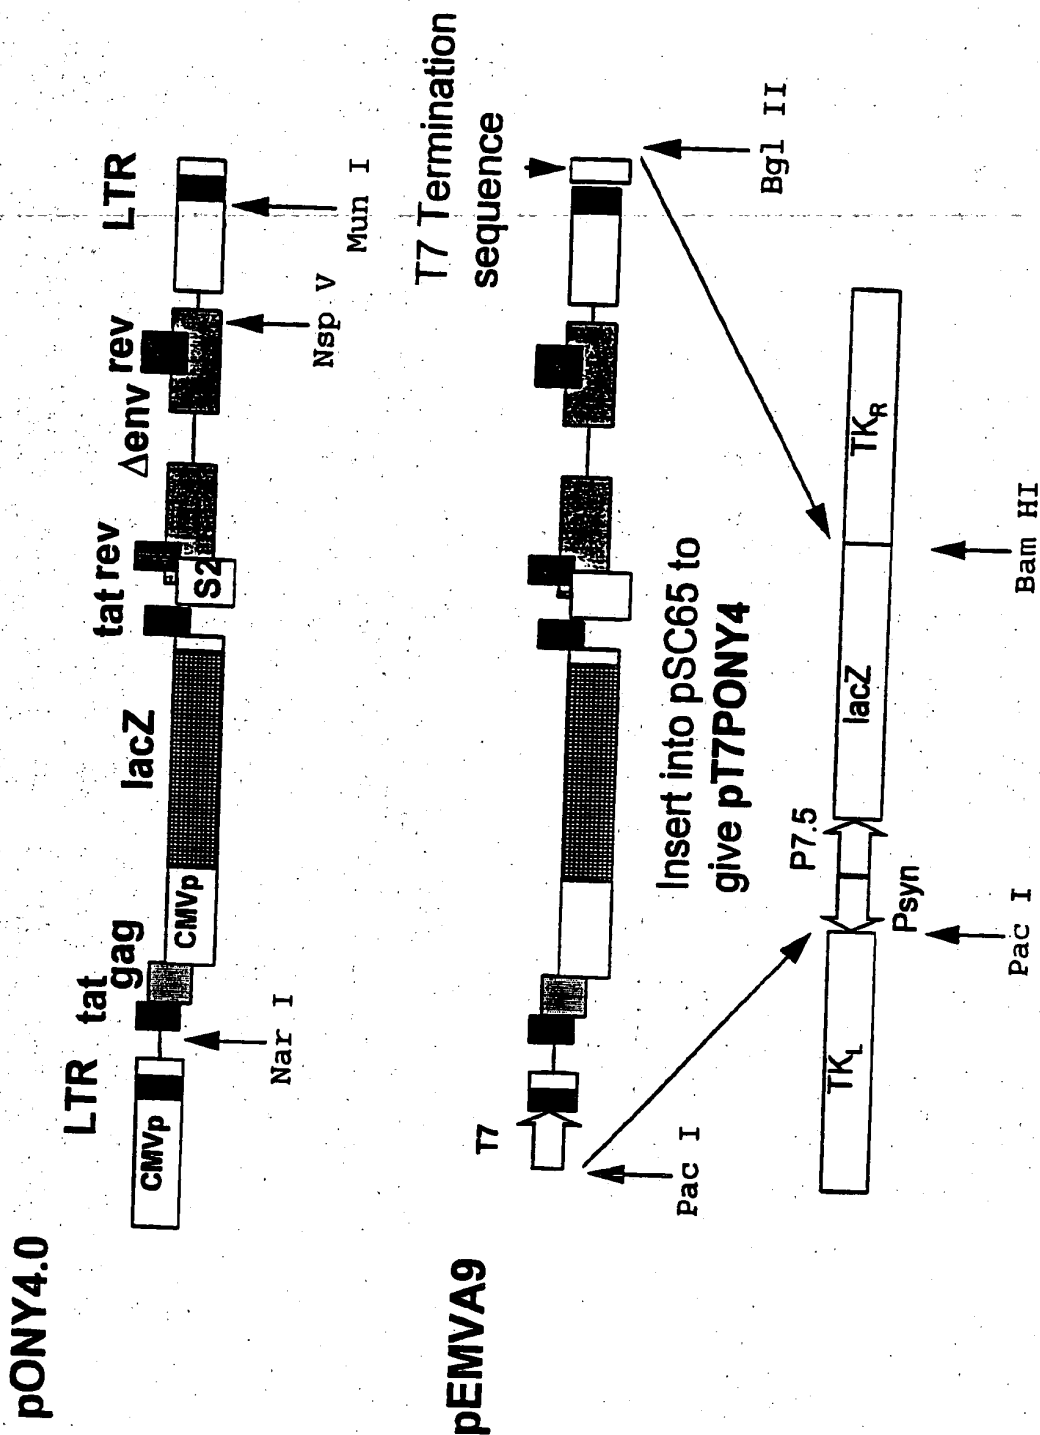 pONY4.0
LTR
tat
gag
lacZ
tat rev
Δenv
rev
LTR
CMVp
CMVp
S2
Nar I
Nsp V
Mun I
pEMVA9
T7
T7 Termination
sequence
Pac I
Bgl II
Insert into pSC65 to
give pT7PONY4
TKL
Psyn
P7.5
lacZ
TKR
Pac I
Bam HI